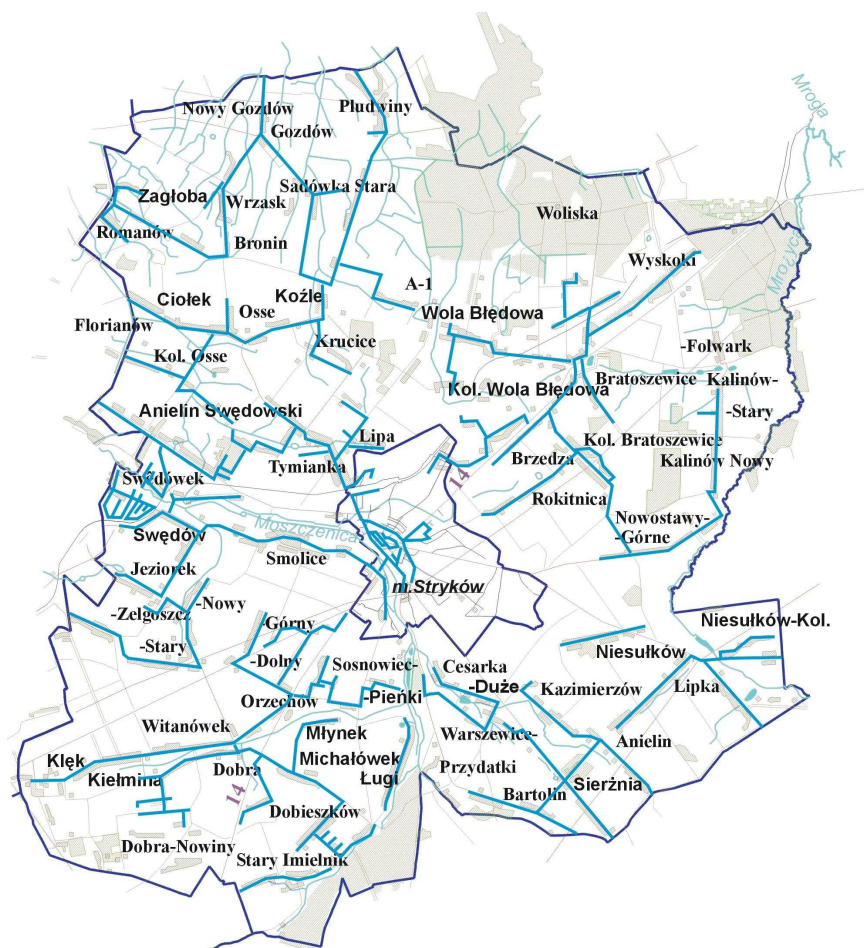 Nowy Gozdów
Pludwiny
Gozdów
Mroga
Zagłoba
Wrzask
Sadówka Stara
Woliska
Romanów
Bronin
Wyskoki
Mrożyca
Ciołek
Koźle
A-1
Osse
Wola Błędowa
Florianów
Krucice
-Folwark
Kol. Osse
Kol. Wola Błędowa
Bratoszewice
Kalinów-
-Stary
Anielin Swędowski
Lipa
Kol. Bratoszewice
Tymianka
Brzedza
Kalinów Nowy
Swędówek
14
Rokitnica
Nowostawy-
-Górne
Moszczenica
Swędów
Smolice
Jeziorek
m.Stryków
-Nowy
-Zelgoszcz
-Górny
Niesułków-Kol.
-Stary
-Dolny
Sosnowiec-
Cesarka
Niesułków
-Duże
Kazimierzów
Lipka
-Pieńki
Orzechów
Witanówek
Młynek
Warszewice-
Anielin
Klęk
Kiełmina
Dobra
Michałówek
Ługi
Przydatki
Sierżnia
14
Bartolin
Dobieszków
Dobra-Nowiny
Stary Imielnik